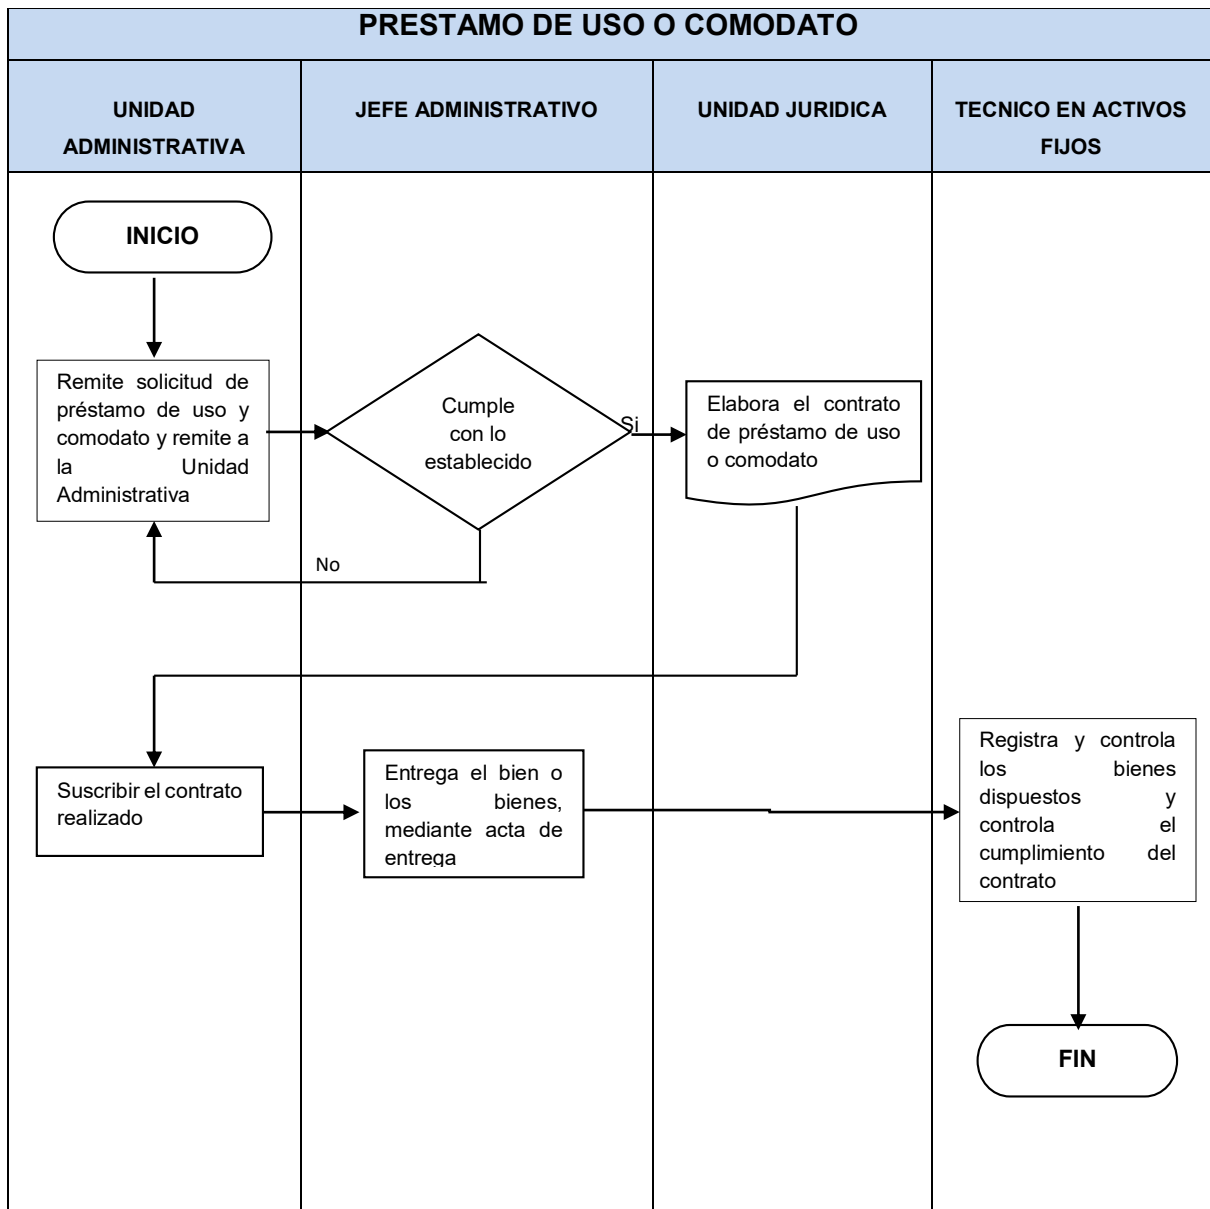 PRESTAMO DE USO O COMODATO
UNIDAD
ADMINISTRATIVA
JEFE ADMINISTRATIVO
UNIDAD JURIDICA
TECNICO EN ACTIVOS
FIJOS
INICIO
Remite solicitud de
préstamo de uso y
comodato y remite a
la Unidad
Administrativa
Cumple
con lo
establecido
Si
Elabora el contrato
de préstamo de uso
o comodato
No
Suscribir el contrato
realizado
Entrega el bien o
los bienes,
mediante acta de
entrega
Registra y controla
los bienes
dispuestos y
controla el
cumplimiento del
contrato
FIN